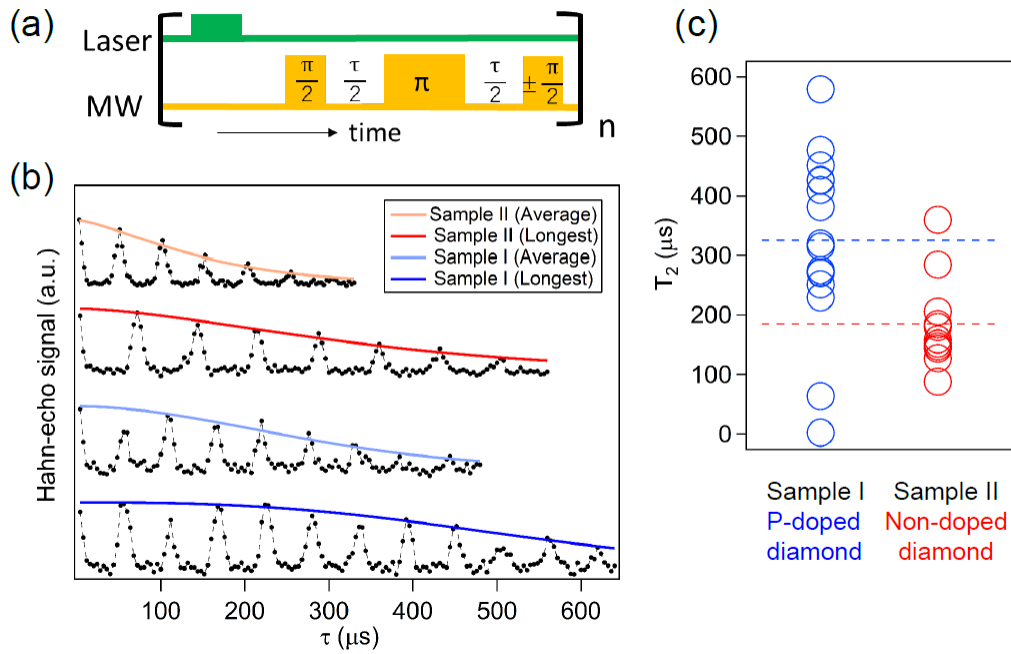 (a)
Laser
MW
π/2
τ/2
π
τ/2
± π/2
n
time
(b)
Hahn-echo signal (a.u.)
Sample II (Average)
Sample II (Longest)
Sample I (Average)
Sample I (Longest)
100
200
300
400
500
600
τ (μs)
(c)
T₂ (μs)
600
500
400
300
200
100
0
Sample I
P-doped
diamond
Sample II
Non-doped
diamond